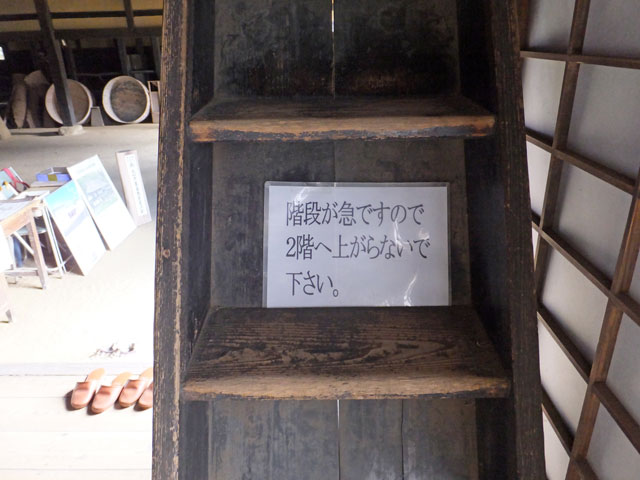 階段が急ですので
2階へ上がらないで
下さい。